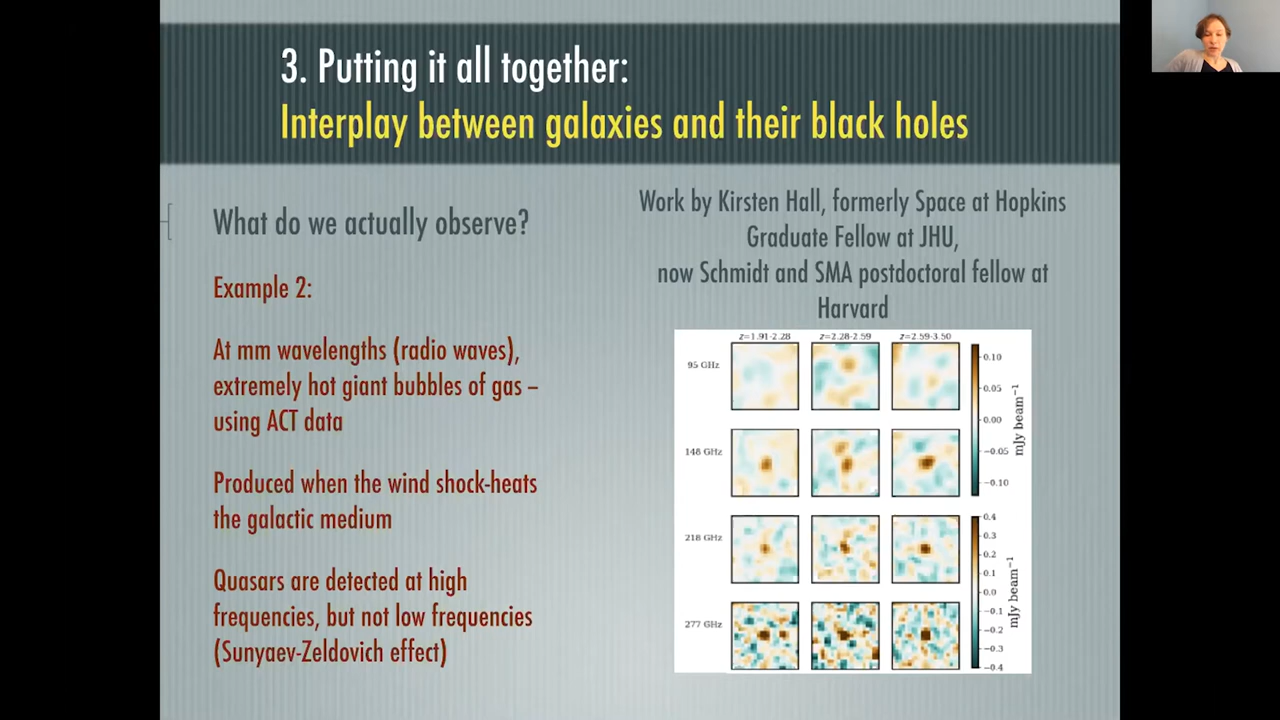 3. Putting it all together:
Interplay between galaxies and their black holes
What do we actually observe?
Example 2:
At mm wavelengths (radio waves),
extremely hot giant bubbles of gas –
using ACT data
Produced when the wind shock-heats
the galactic medium
Quasars are detected at high
frequencies, but not low frequencies
(Sunyaev-Zeldovich effect)
Work by Kirsten Hall, formerly Space at Hopkins
Graduate Fellow at JHU,
now Schmidt and SMA postdoctoral fellow at
Harvard
z=1.91-2.28 z=2.28-2.59 z=2.59-3.50
95 GHz
148 GHz
218 GHz
277 GHz
0.10
0.05
0.00
−0.05
−0.10
mJy beam⁻¹
0.4
0.3
0.2
0.1
0.0
−0.1
−0.2
−0.3
−0.4
mJy beam⁻¹